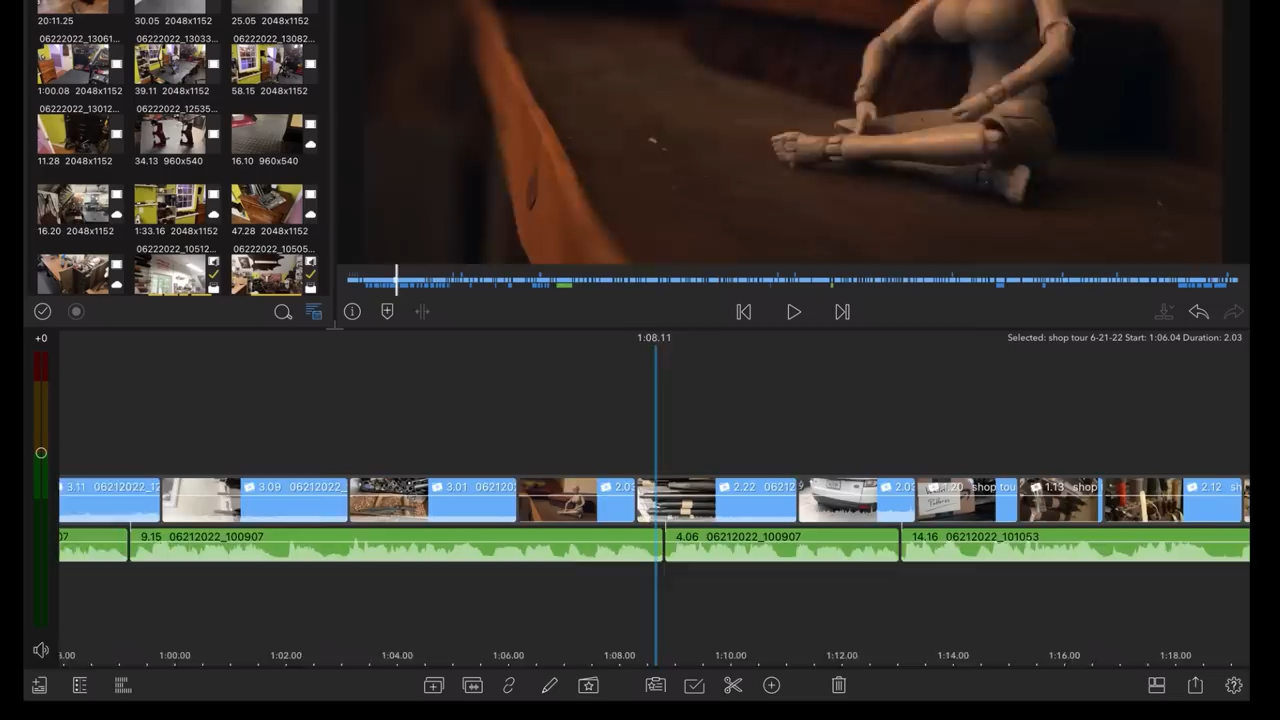 20:11.25
30.05 2048x1152
25.05 2048x1152
06222022_13061...
06222022_13033...
06222022_13082...
1:00.08 2048x1152
39.11 2048x1152
58.15 2048x1152
06222022_13012...
06222022_12535...
11.28 2048x1152
34.13 960x540
16.10 960x540
16.20 2048x1152
1:33.16 2048x1152
47.28 2048x1152
06222022_10512...
06222022_10505...
+0
1:08.11
Selected: shop tour 6-21-22 Start: 1:06.04 Duration: 2.03
3.11 06212022_12
3.09 06212022_
3.01 062120
2.03
2.22 06212
2.0
1.20 shop tou
1.13 shop
2.12 sh
07
9.15 06212022_100907
4.06 06212022_100907
14.16 06212022_101053
8.00
1:00.00
1:02.00
1:04.00
1:06.00
1:08.00
1:10.00
1:12.00
1:14.00
1:16.00
1:18.00